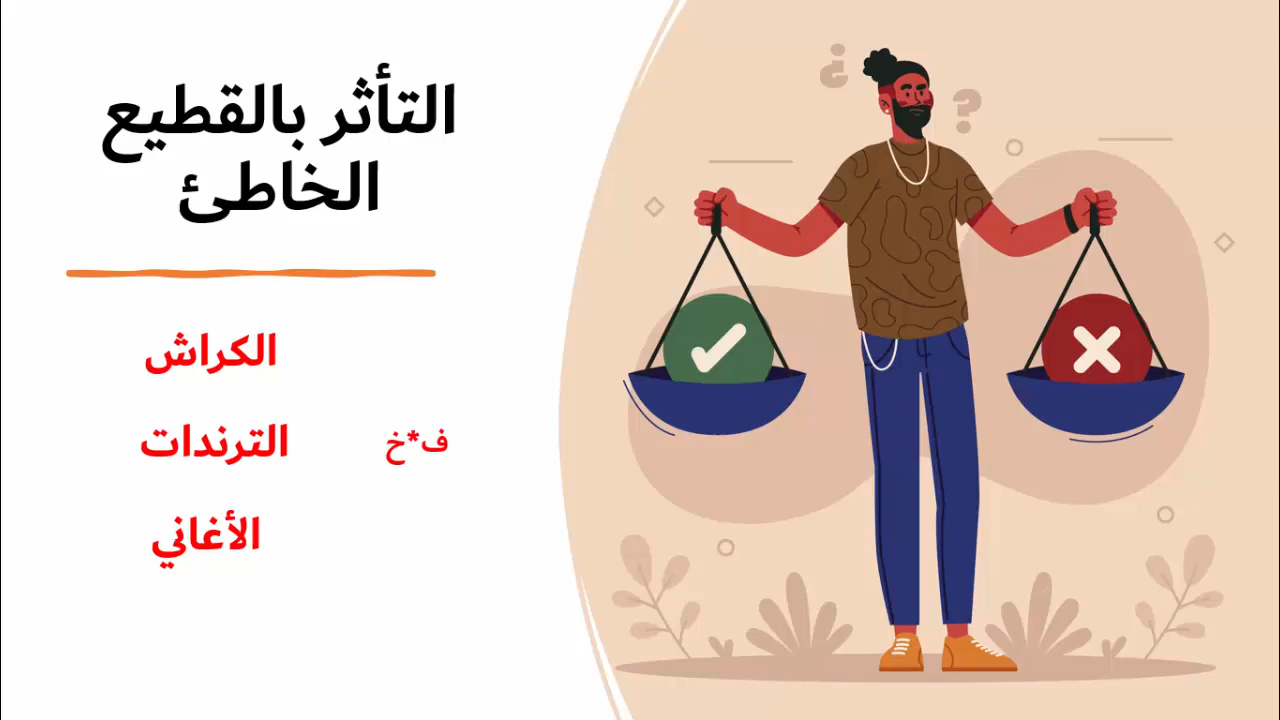 التأثر بالقطيع
الخاطئ
؟
?
الكراش
ف*خ
الترندات
الأغاني